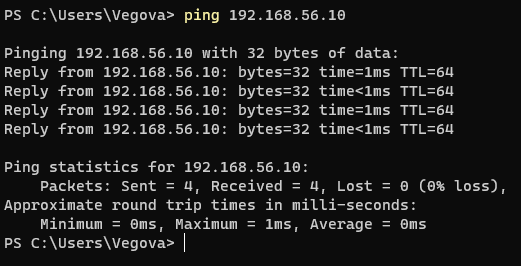 PS C:\Users\Vegova> ping 192.168.56.10
Pinging 192.168.56.10 with 32 bytes of data:
Reply from 192.168.56.10: bytes=32 time=1ms TTL=64
Reply from 192.168.56.10: bytes=32 time<1ms TTL=64
Reply from 192.168.56.10: bytes=32 time=1ms TTL=64
Reply from 192.168.56.10: bytes=32 time<1ms TTL=64
Ping statistics for 192.168.56.10:
    Packets: Sent = 4, Received = 4, Lost = 0 (0% loss),
Approximate round trip times in milli-seconds:
    Minimum = 0ms, Maximum = 1ms, Average = 0ms
PS C:\Users\Vegova>